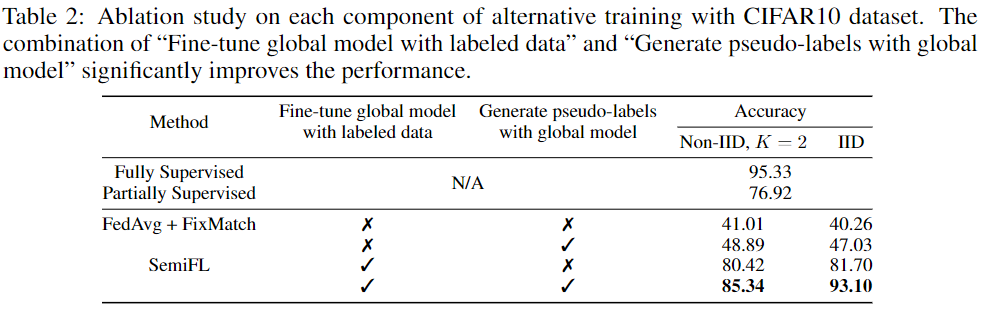 Table 2: Ablation study on each component of alternative training with CIFAR10 dataset. The
combination of “Fine-tune global model with labeled data” and “Generate pseudo-labels with global
model” significantly improves the performance.
Method Fine-tune global model with labeled data Generate pseudo-labels with global model Accuracy
Non-IID, K = 2 IID
Fully Supervised N/A 95.33
Partially Supervised 76.92
FedAvg + FixMatch ✗ ✗ 41.01 40.26
✗ ✓ 48.89 47.03
SemiFL ✓ ✗ 80.42 81.70
✓ ✓ 85.34 93.10